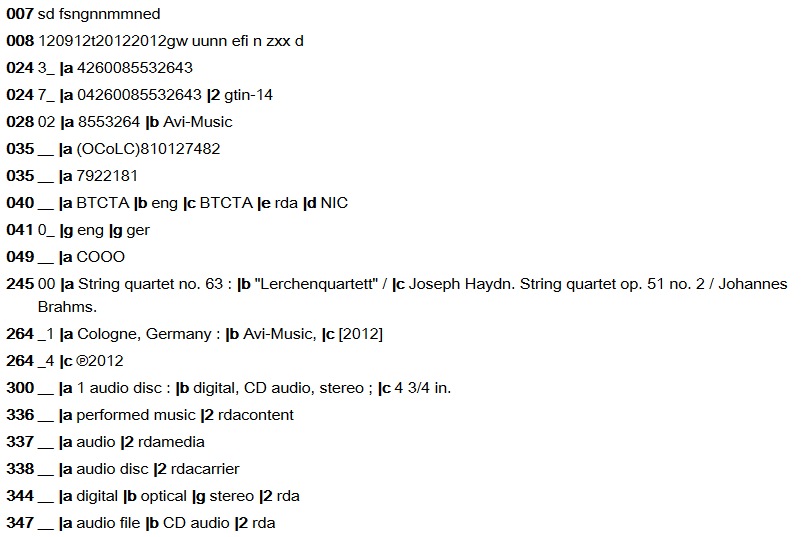 007 sd fsngnnmmned
008 120912t20122012gw uunn efi n zxx d
024 3_ |a 4260085532643
024 7_ |a 04260085532643 |2 gtin-14
028 02 |a 8553264 |b Avi-Music
035 __ |a (OCoLC)810127482
035 __ |a 7922181
040 __ |a BTCTA |b eng |c BTCTA |e rda |d NIC
041 0_ |g eng |g ger
049 __ |a COOO
245 00 |a String quartet no. 63 : |b "Lerchenquartett" / |c Joseph Haydn. String quartet op. 51 no. 2 / Johannes
Brahms.
264 _1 |a Cologne, Germany : |b Avi-Music, |c [2012]
264 _4 |c ℗2012
300 __ |a 1 audio disc : |b digital, CD audio, stereo ; |c 4 3/4 in.
336 __ |a performed music |2 rdacontent
337 __ |a audio |2 rdamedia
338 __ |a audio disc |2 rdacarrier
344 __ |a digital |b optical |g stereo |2 rda
347 __ |a audio file |b CD audio |2 rda